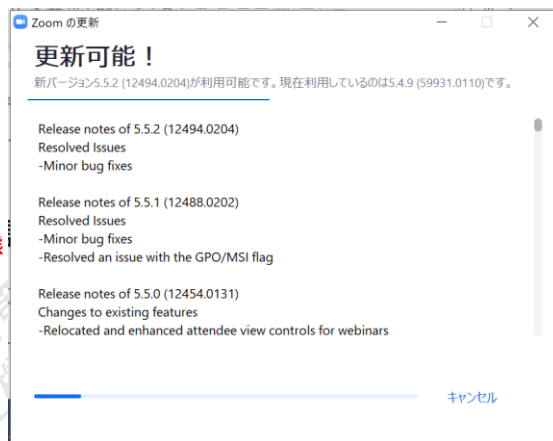 Zoom の更新
更新可能！
新バージョン5.5.2 (12494.0204)が利用可能です。現在利用しているのは5.4.9 (59931.0110)です。
Release notes of 5.5.2 (12494.0204)
Resolved Issues
-Minor bug fixes
Release notes of 5.5.1 (12488.0202)
Resolved Issues
-Minor bug fixes
-Resolved an issue with the GPO/MSI flag
Release notes of 5.5.0 (12454.0131)
Changes to existing features
-Relocated and enhanced attendee view controls for webinars
キャンセル